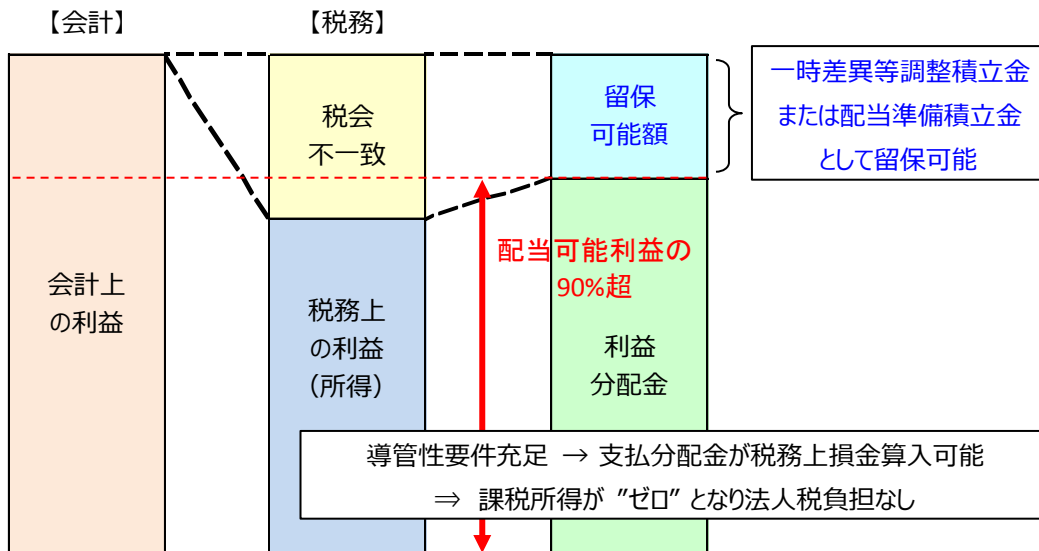 【会計】
【税務】
税会
不一致
留保
可能額
一時差異等調整積立金
または配当準備積立金
として留保可能
会計上
の利益
税務上
の利益
(所得)
配当可能利益の
90%超
利益
分配金
導管性要件充足 → 支払分配金が税務上損金算入可能
⇒ 課税所得が ”ゼロ” となり法人税負担なし